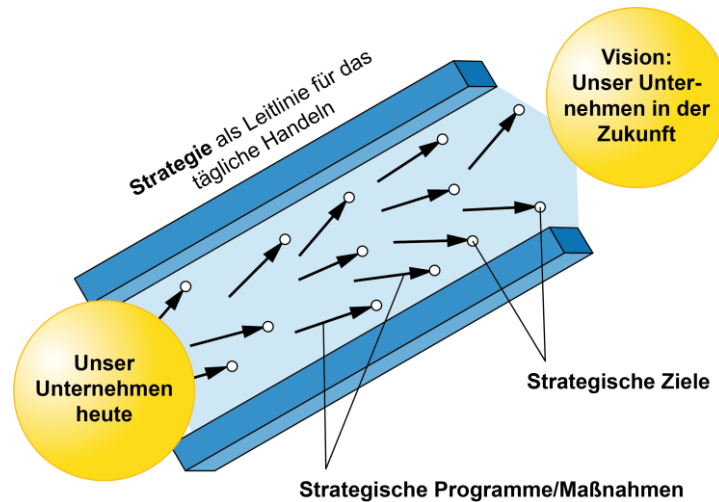 Vision:
Unser Unter-
nehmen in der
Zukunft
Strategie als Leitlinie für das
tägliche Handeln
Unser
Unternehmen
heute
Strategische Ziele
Strategische Programme/Maßnahmen